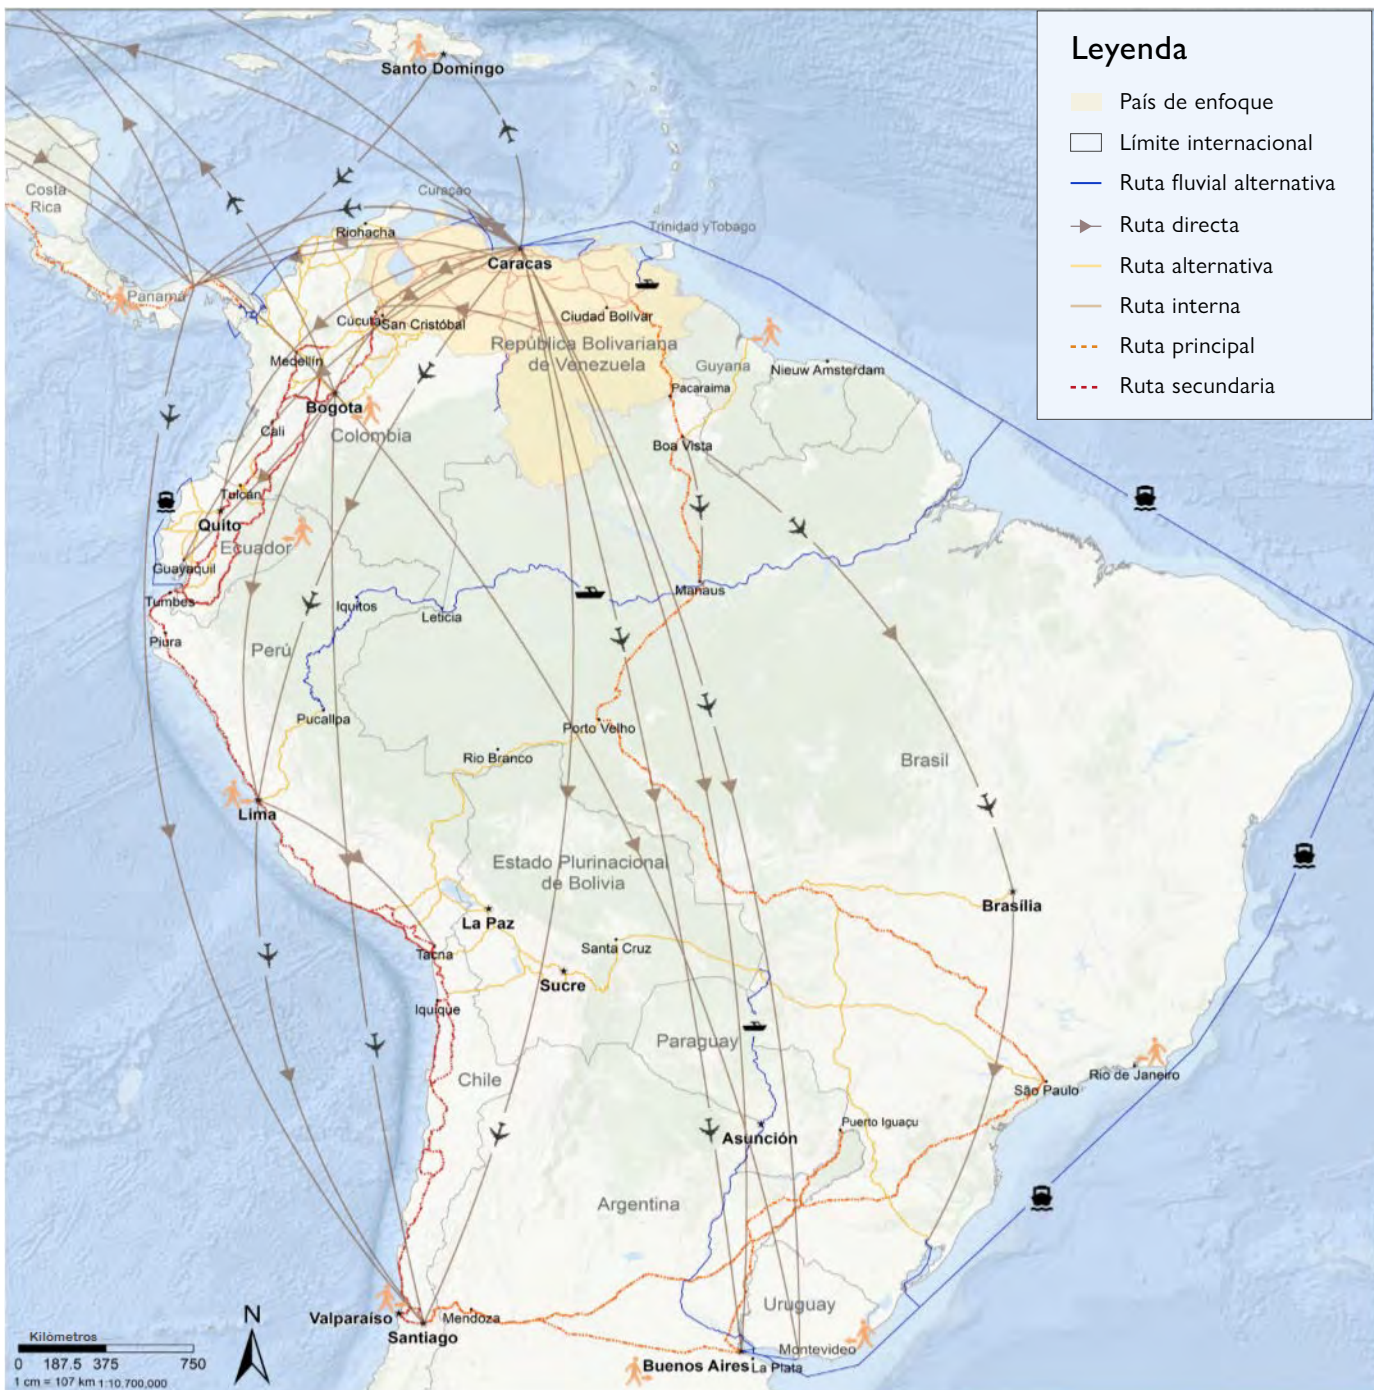 Leyenda
País de enfoque
Límite internacional
Ruta fluvial alternativa
Ruta directa
Ruta alternativa
Ruta interna
Ruta principal
Ruta secundaria
Santo Domingo
Costa
Rica
Curaçao
Riohacha
Trinidad yTobago
Caracas
Panamá
Cúcuta
San Cristóbal
Ciudad Bolívar
República Bolivariana
de Venezuela
Medellín
Guyana
Nieuw Amsterdam
Pacaraima
Bogota
Colombia
Cali
Boa Vista
Tulcán
Quito
Ecuador
Guayaquil
Tumbes
Iquitos
Leticia
Manaus
Piura
Perú
Pucallpa
Porto Velho
Rio Branco
Brasil
Lima
Estado Plurinacional
de Bolivia
La Paz
Brasília
Tacna
Santa Cruz
Sucre
Iquique
Paraguay
Chile
Rio de Janeiro
São Paulo
Puerto Iguaçu
Asunción
Argentina
Valparaíso
Mendoza
Santiago
Uruguay
Montevideo
Buenos Aires
La Plata
N
Kilómetros
0 187.5 375 750
1 cm = 107 km 1:10.700,000